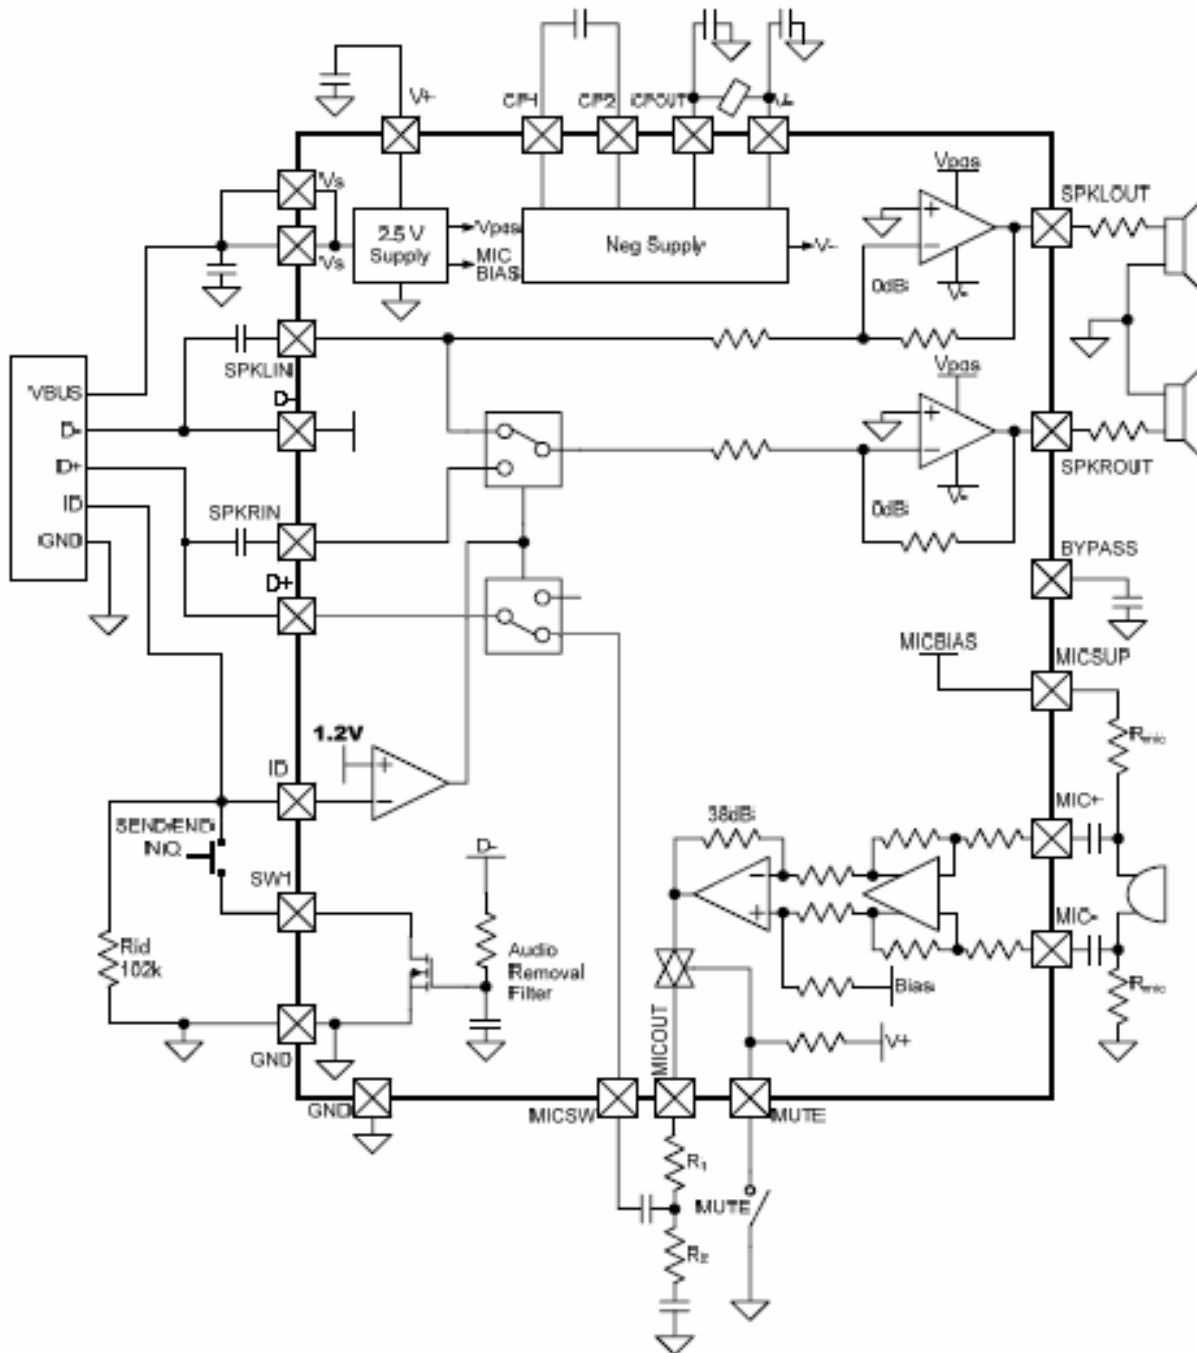 V+
CP1
CP2
CPOUT
V-
Vs
Vs
2.5 V
Supply
Vpos
MIC
BIAS
Neg Supply
V-
Vpos
V-
0dB
SPKLOUT
SPKLIN
VBUS
D-
D+
ID
GND
D-
SPKRIN
D+
Vpos
V-
0dB
SPKROUT
BYPASS
MICBIAS
MICSUP
Rmic
1.2V
ID
SEND/END
SW1
Rid
102k
GND
D-
Audio
Removal
Filter
38dB
MIC+
MIC-
Rmic
Bias
V+
MICOUT
GND
MICSW
MUTE
R1
MUTE
R2